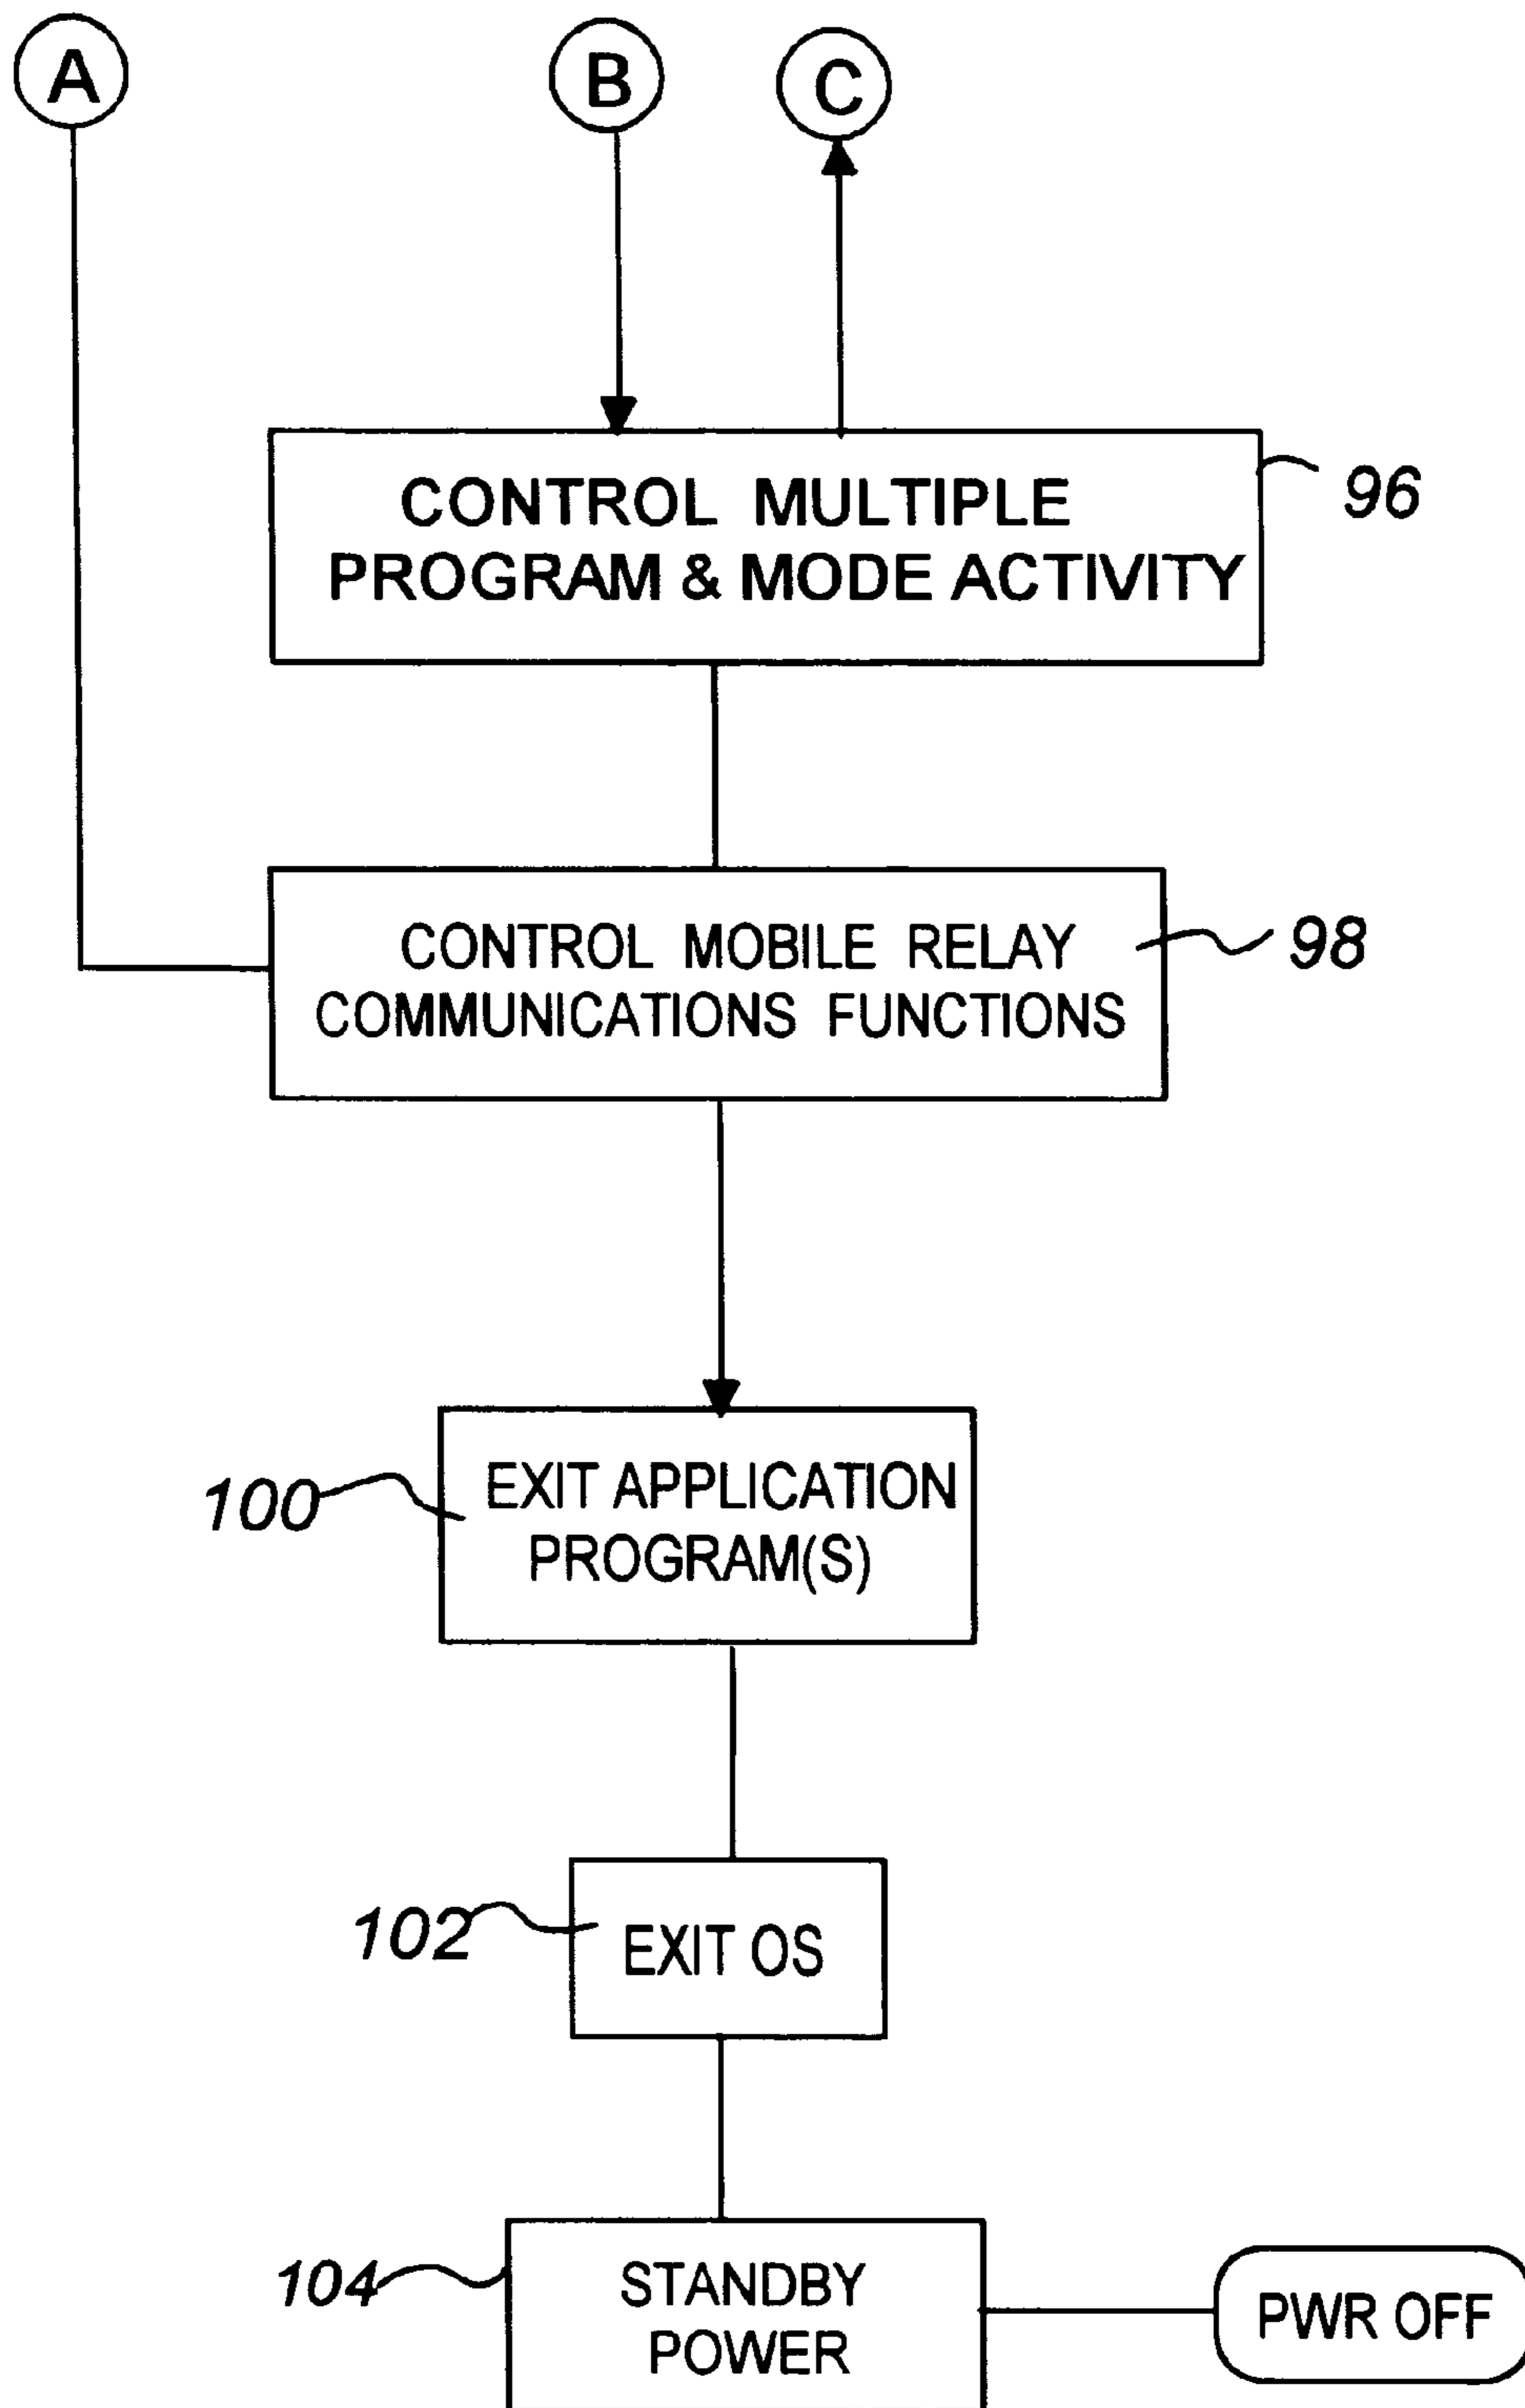 A
B
C
CONTROL MULTIPLE
PROGRAM & MODE ACTIVITY
96
CONTROL MOBILE RELAY
COMMUNICATIONS FUNCTIONS
98
100
EXIT APPLICATION
PROGRAM(S)
102
EXIT OS
104
STANDBY
POWER
PWR OFF